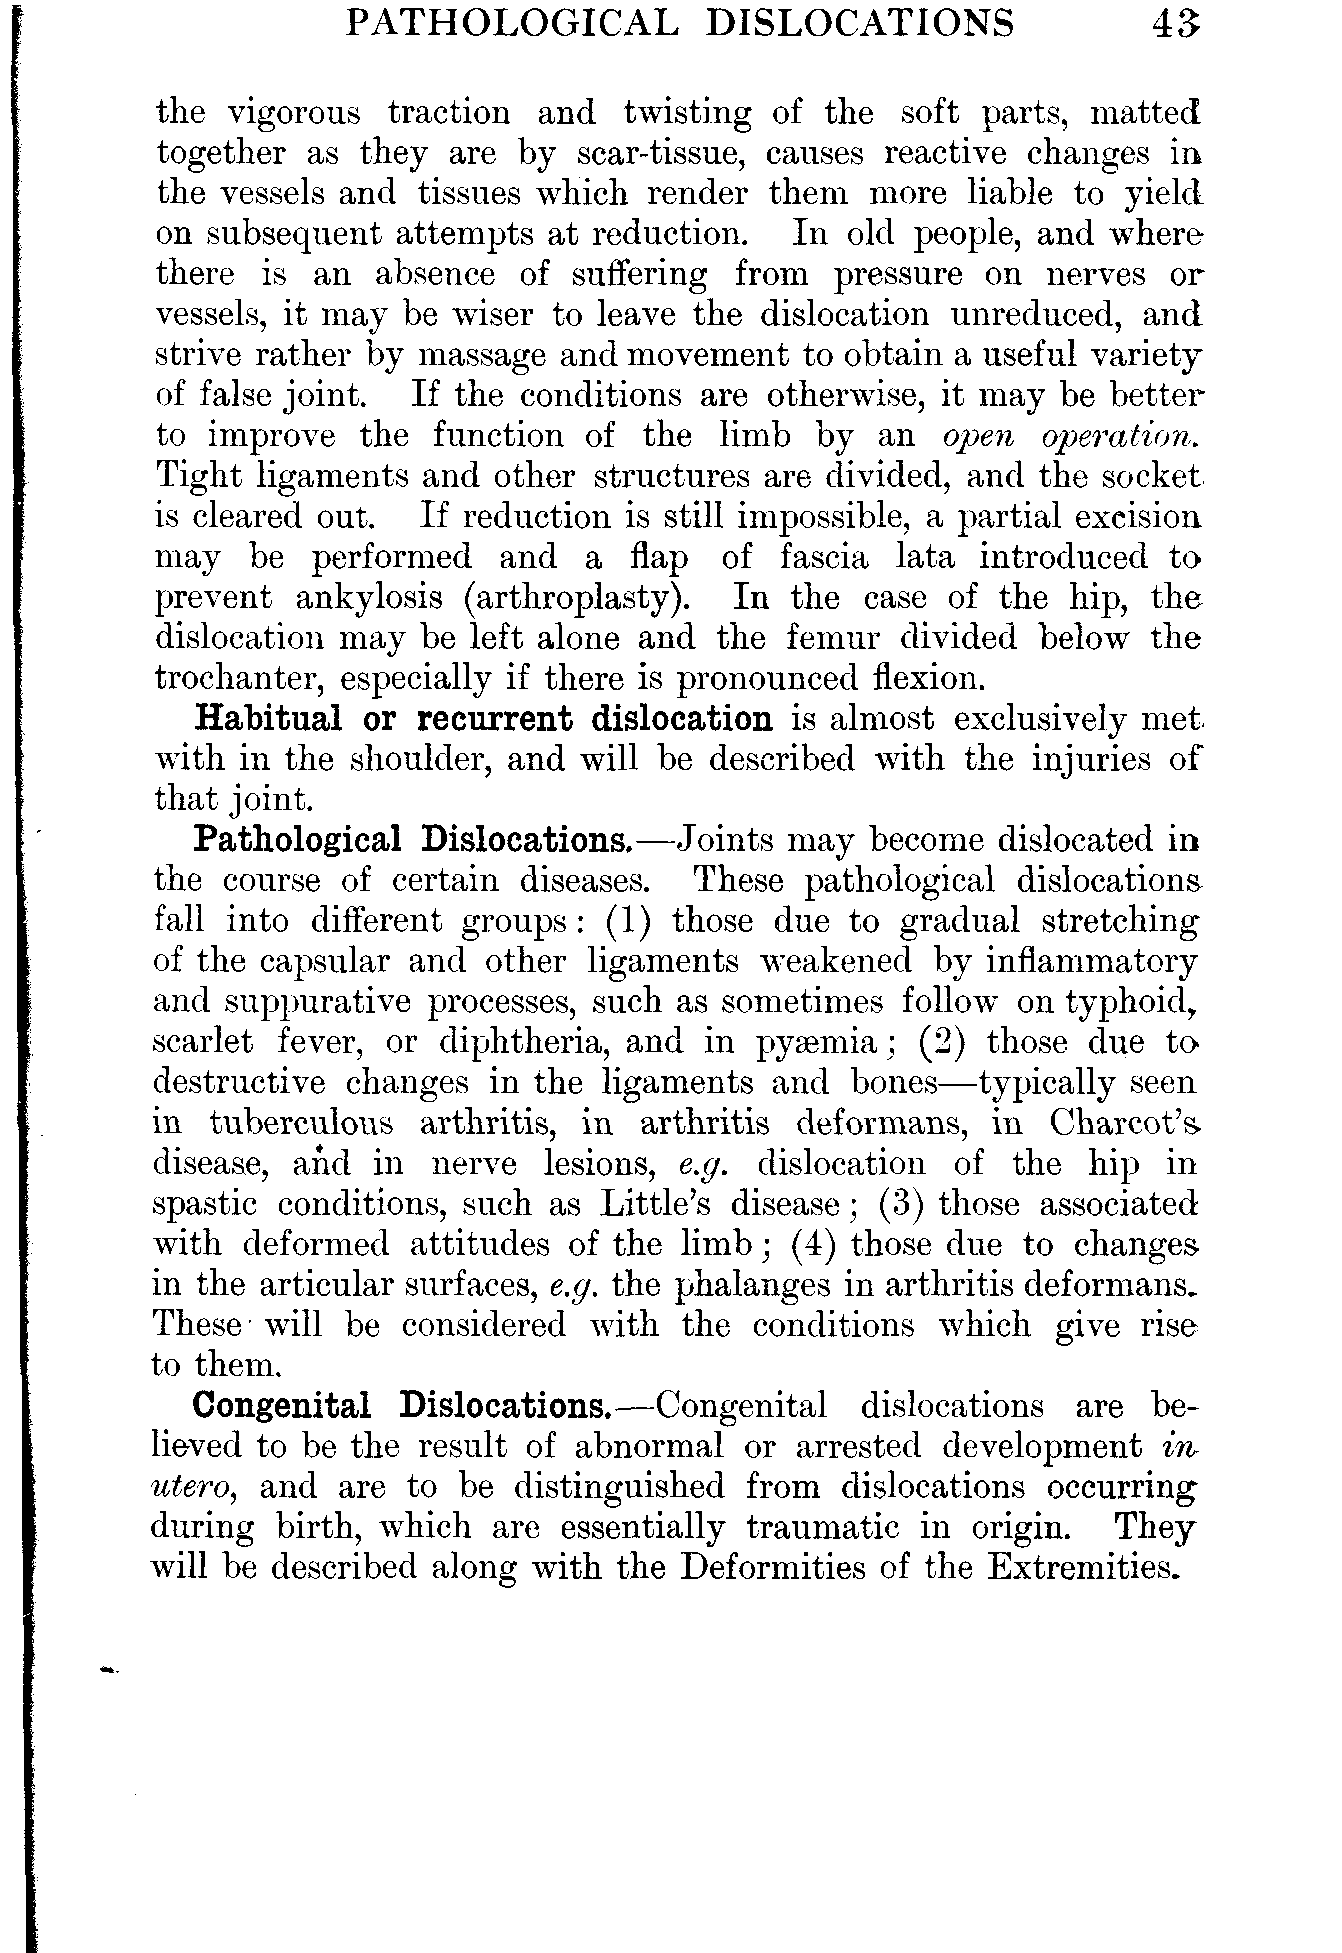 PATHOLOGICAL DISLOCATIONS 43
the vigorous traction and twisting of the soft parts, matted
together as they are by scar-tissue, causes reactive changes in
the vessels and tissues which render them more liable to yield
on subsequent attempts at reduction. In old people, and where
there is an absence of suffering from pressure on nerves or
vessels, it may be wiser to leave the dislocation unreduced, and
strive rather by massage and movement to obtain a useful variety
of false joint. If the conditions are otherwise, it may be better
to improve the function of the limb by an open operation.
Tight ligaments and other structures are divided, and the socket
is cleared out. If reduction is still impossible, a partial excision
may be performed and a flap of fascia lata introduced to
prevent ankylosis (arthroplasty). In the case of the hip, the
dislocation may be left alone and the femur divided below the
trochanter, especially if there is pronounced flexion.
Habitual or recurrent dislocation is almost exclusively met
with in the shoulder, and will be described with the injuries of
that joint.
Pathological Dislocations.—Joints may become dislocated in
the course of certain diseases. These pathological dislocations
fall into different groups: (1) those due to gradual stretching
of the capsular and other ligaments weakened by inflammatory
and suppurative processes, such as sometimes follow on typhoid,
scarlet fever, or diphtheria, and in pyæmia; (2) those due to
destructive changes in the ligaments and bones—typically seen
in tuberculous arthritis, in arthritis deformans, in Charcot's
disease, and in nerve lesions, e.g. dislocation of the hip in
spastic conditions, such as Little's disease; (3) those associated
with deformed attitudes of the limb; (4) those due to changes
in the articular surfaces, e.g. the phalanges in arthritis deformans.
These will be considered with the conditions which give rise
to them.
Congenital Dislocations.—Congenital dislocations are be-
lieved to be the result of abnormal or arrested development in
utero, and are to be distinguished from dislocations occurring
during birth, which are essentially traumatic in origin. They
will be described along with the Deformities of the Extremities.